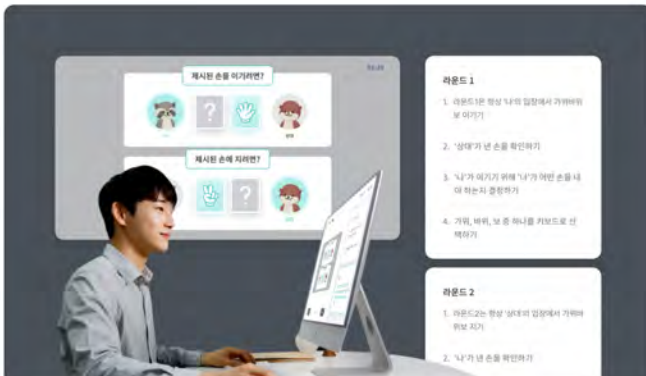 제시된 손을 이기려면?
?
상대
제시된 손에 지려면?
?
라운드 1
1. 라운드1은 항상 '나'의 입장에서 가위바위
보 이기기
2. '상대'가 낸 손을 확인하기
3. '나'가 이기기 위해 '나'가 어떤 손을 내
야 하는지 결정하기
4. 가위, 바위, 보 중 하나를 키보드로 선
택하기
라운드 2
1. 라운드2는 항상 '상대'의 입장에서 가위바
위보 지기
2. '나'가 낸 손을 확인하기